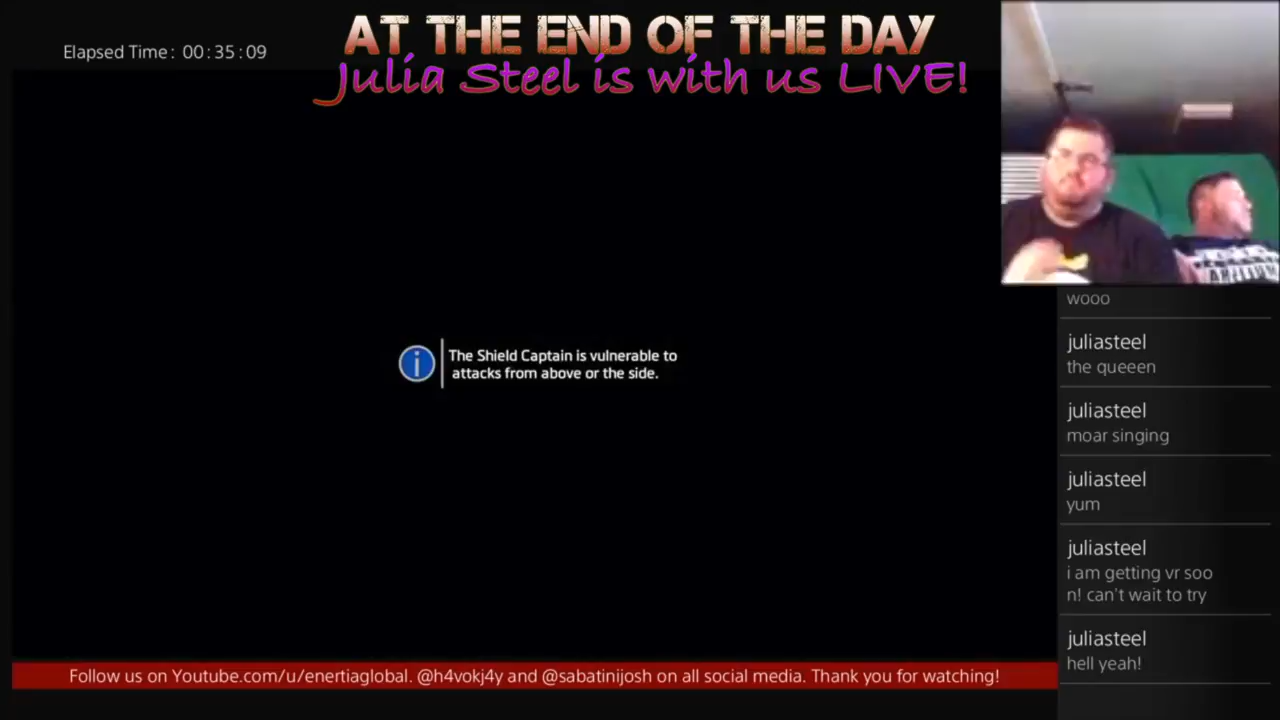 Elapsed Time: 00:35:09
AT THE END OF THE DAY
Julia Steel is with us LIVE!
The Shield Captain is vulnerable to
attacks from above or the side.
wooo
juliasteel
the queeen
juliasteel
moar singing
juliasteel
yum
juliasteel
i am getting vr soo
n! can't wait to try
juliasteel
hell yeah!
Follow us on Youtube.com/u/enertiaglobal. @h4vokj4y and @sabatinijosh on all social media. Thank you for watching!